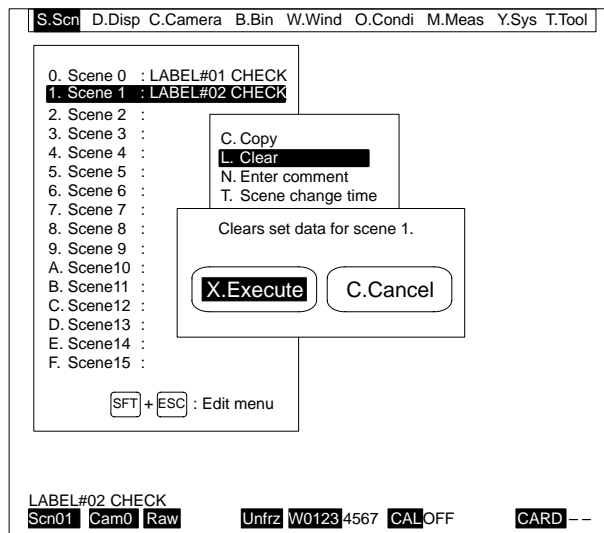 S.Scn D.Disp C.Camera B.Bin W.Wind O.Condi M.Meas Y.Sys T.Tool
0. Scene 0 : LABEL#01 CHECK
1. Scene 1 : LABEL#02 CHECK
2. Scene 2 :
3. Scene 3 :
4. Scene 4 :
5. Scene 5 :
6. Scene 6 :
7. Scene 7 :
8. Scene 8 :
9. Scene 9 :
A. Scene10 :
B. Scene11 :
C. Scene12 :
D. Scene13 :
E. Scene14 :
F. Scene15 :
SFT + ESC : Edit menu
C. Copy
L. Clear
N. Enter comment
T. Scene change time
Clears set data for scene 1.
X.Execute C.Cancel
LABEL#02 CHECK
Scn01 Cam0 Raw Unfrz W0123 4567 CAL OFF CARD – –